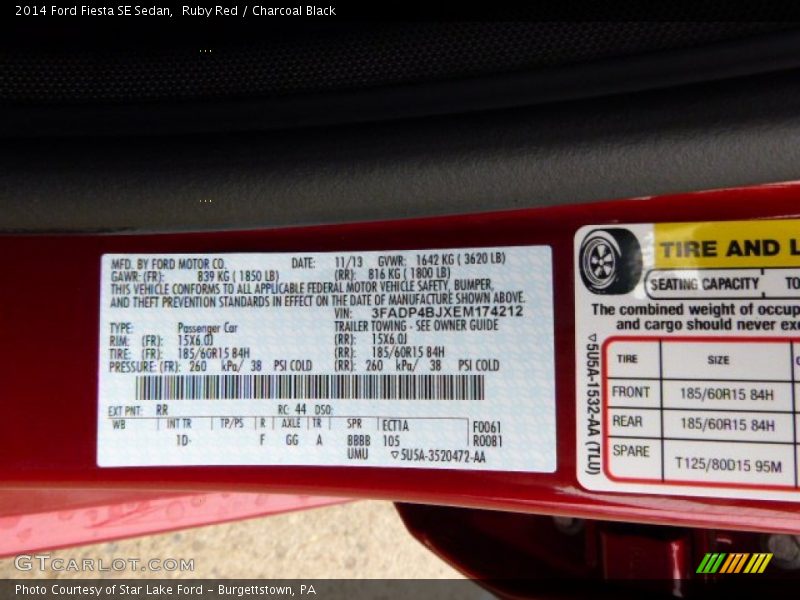 2014 Ford Fiesta SE Sedan, Ruby Red / Charcoal Black
MFD. BY FORD MOTOR CO. DATE: 11/13 GVWR: 1642 KG ( 3620 LB)
GAWR: (FR): 839 KG ( 1850 LB) (RR): 816 KG ( 1800 LB)
THIS VEHICLE CONFORMS TO ALL APPLICABLE FEDERAL MOTOR VEHICLE SAFETY, BUMPER,
AND THEFT PREVENTION STANDARDS IN EFFECT ON THE DATE OF MANUFACTURE SHOWN ABOVE.
VIN: 3FADP4BJXEM174212
TYPE: Passenger Car TRAILER TOWING - SEE OWNER GUIDE
RIM: (FR): 15X6.0J (RR): 15X6.0J
TIRE: (FR): 185/60R15 84H (RR): 185/60R15 84H
PRESSURE: (FR): 260 kPa/ 38 PSI COLD (RR): 260 kPa/ 38 PSI COLD
EXT PNT: RR RC: 44 DSO:
WB INT TR TP/PS R AXLE TR SPR ECT1A F0061
1D- F GG A BBBB 105 R0081
UMU ▽5U5A-3520472-AA
TIRE AND L
SEATING CAPACITY TO
The combined weight of occup
and cargo should never exc
▽5U5A-1532-AA (TLU)
TIRE SIZE
FRONT 185/60R15 84H
REAR 185/60R15 84H
SPARE T125/80D15 95M
GTCARLOT.COM
Photo Courtesy of Star Lake Ford - Burgettstown, PA